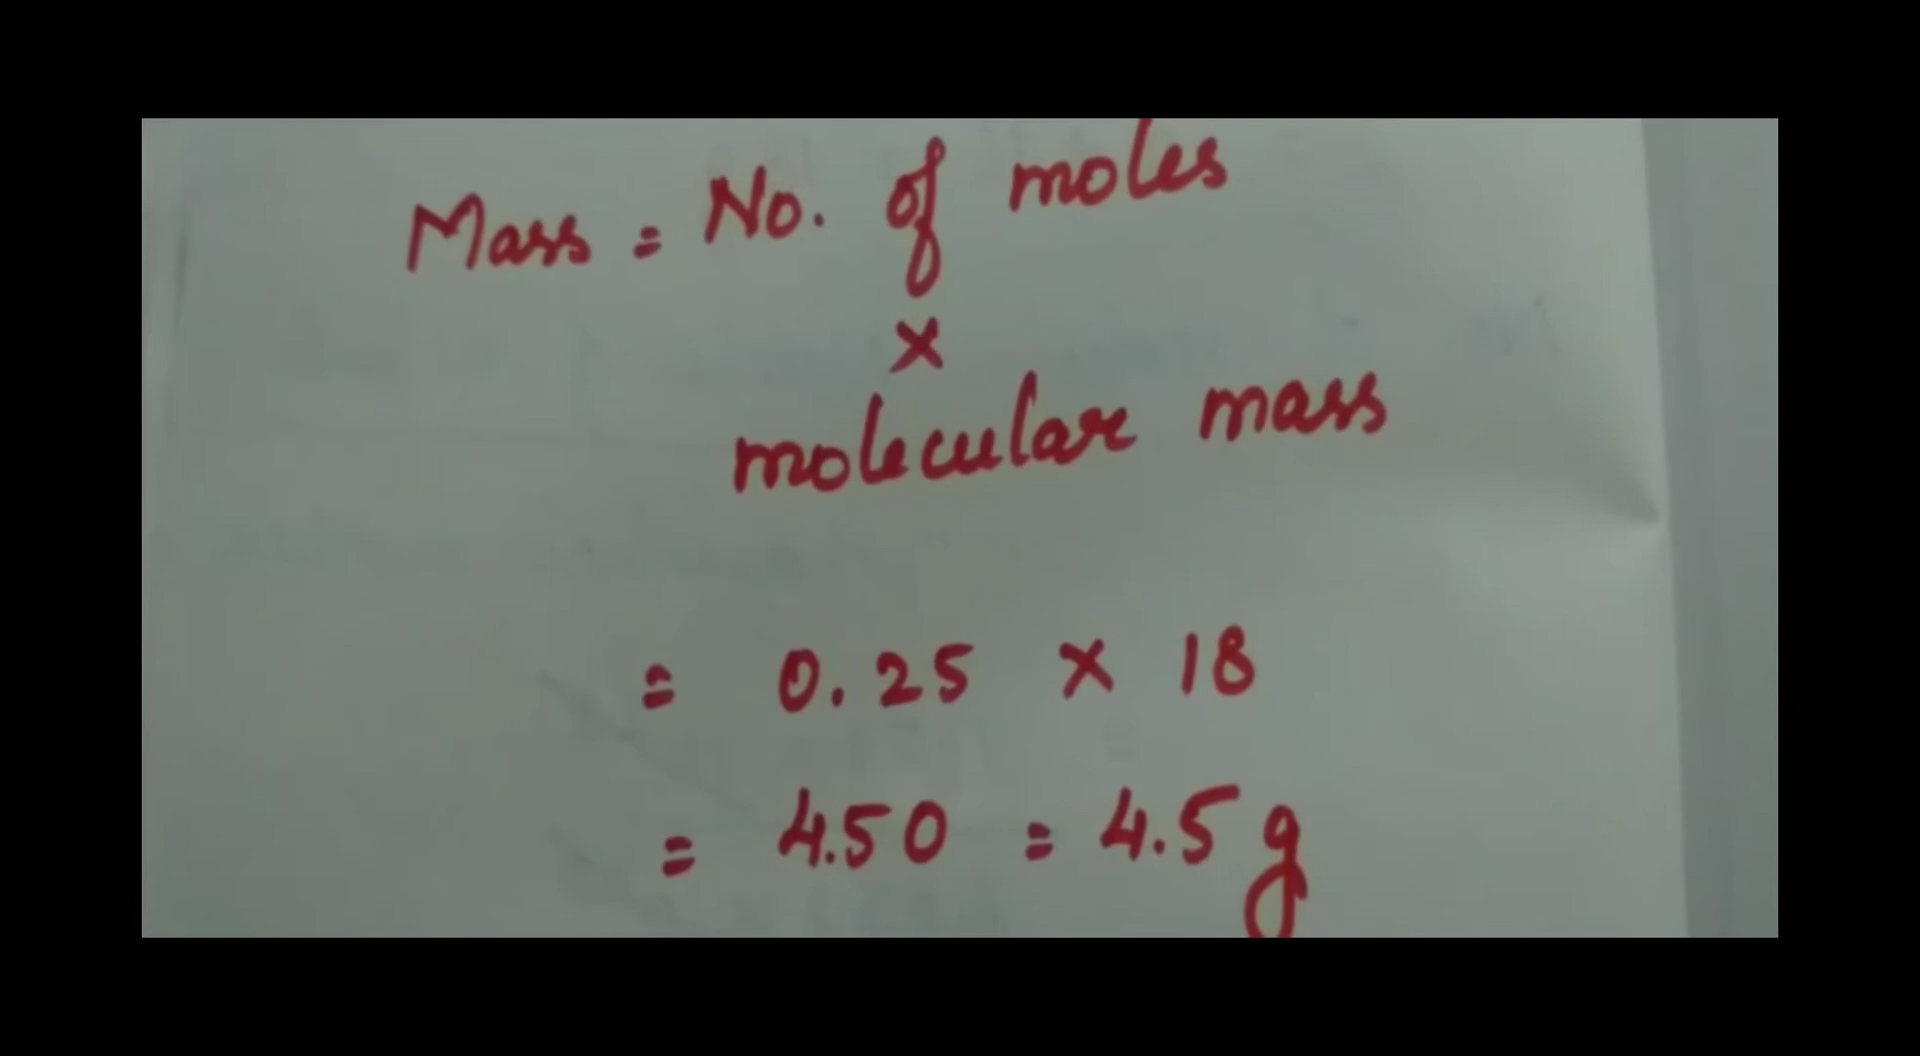 Mass = No. of moles
×
molecular mass
= 0.25 × 18
= 4.50 = 4.5 g